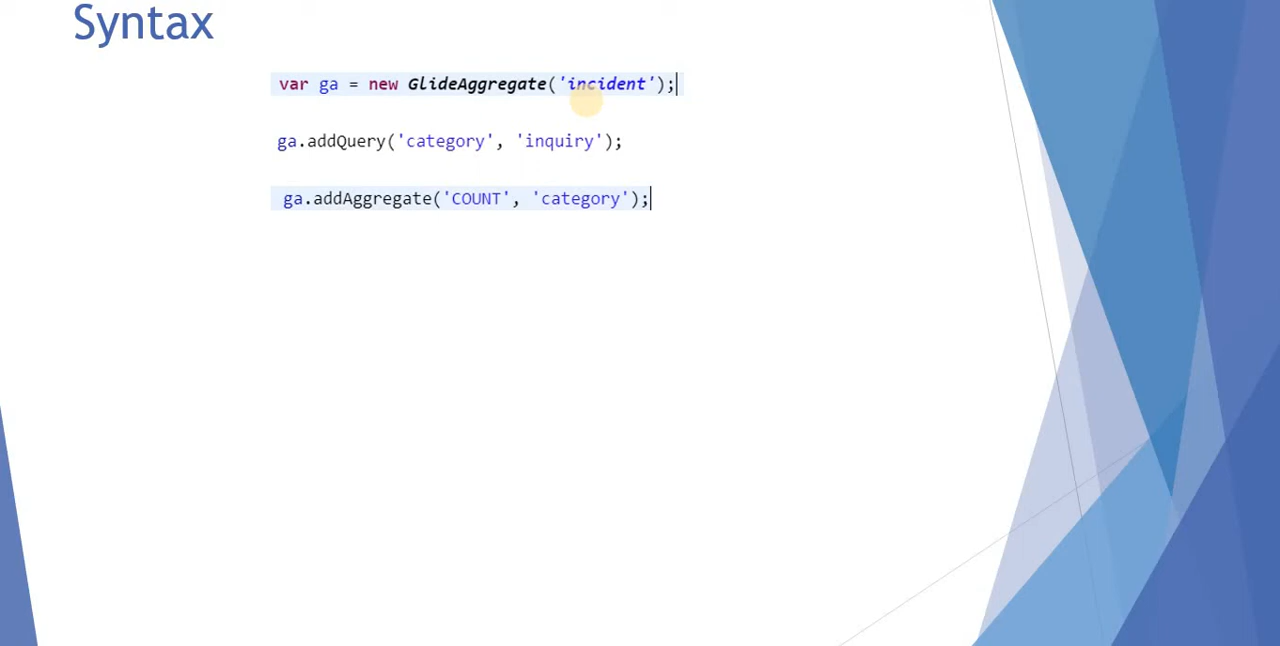 Syntax
var ga = new GlideAggregate('incident');
ga.addQuery('category', 'inquiry');
ga.addAggregate('COUNT', 'category');